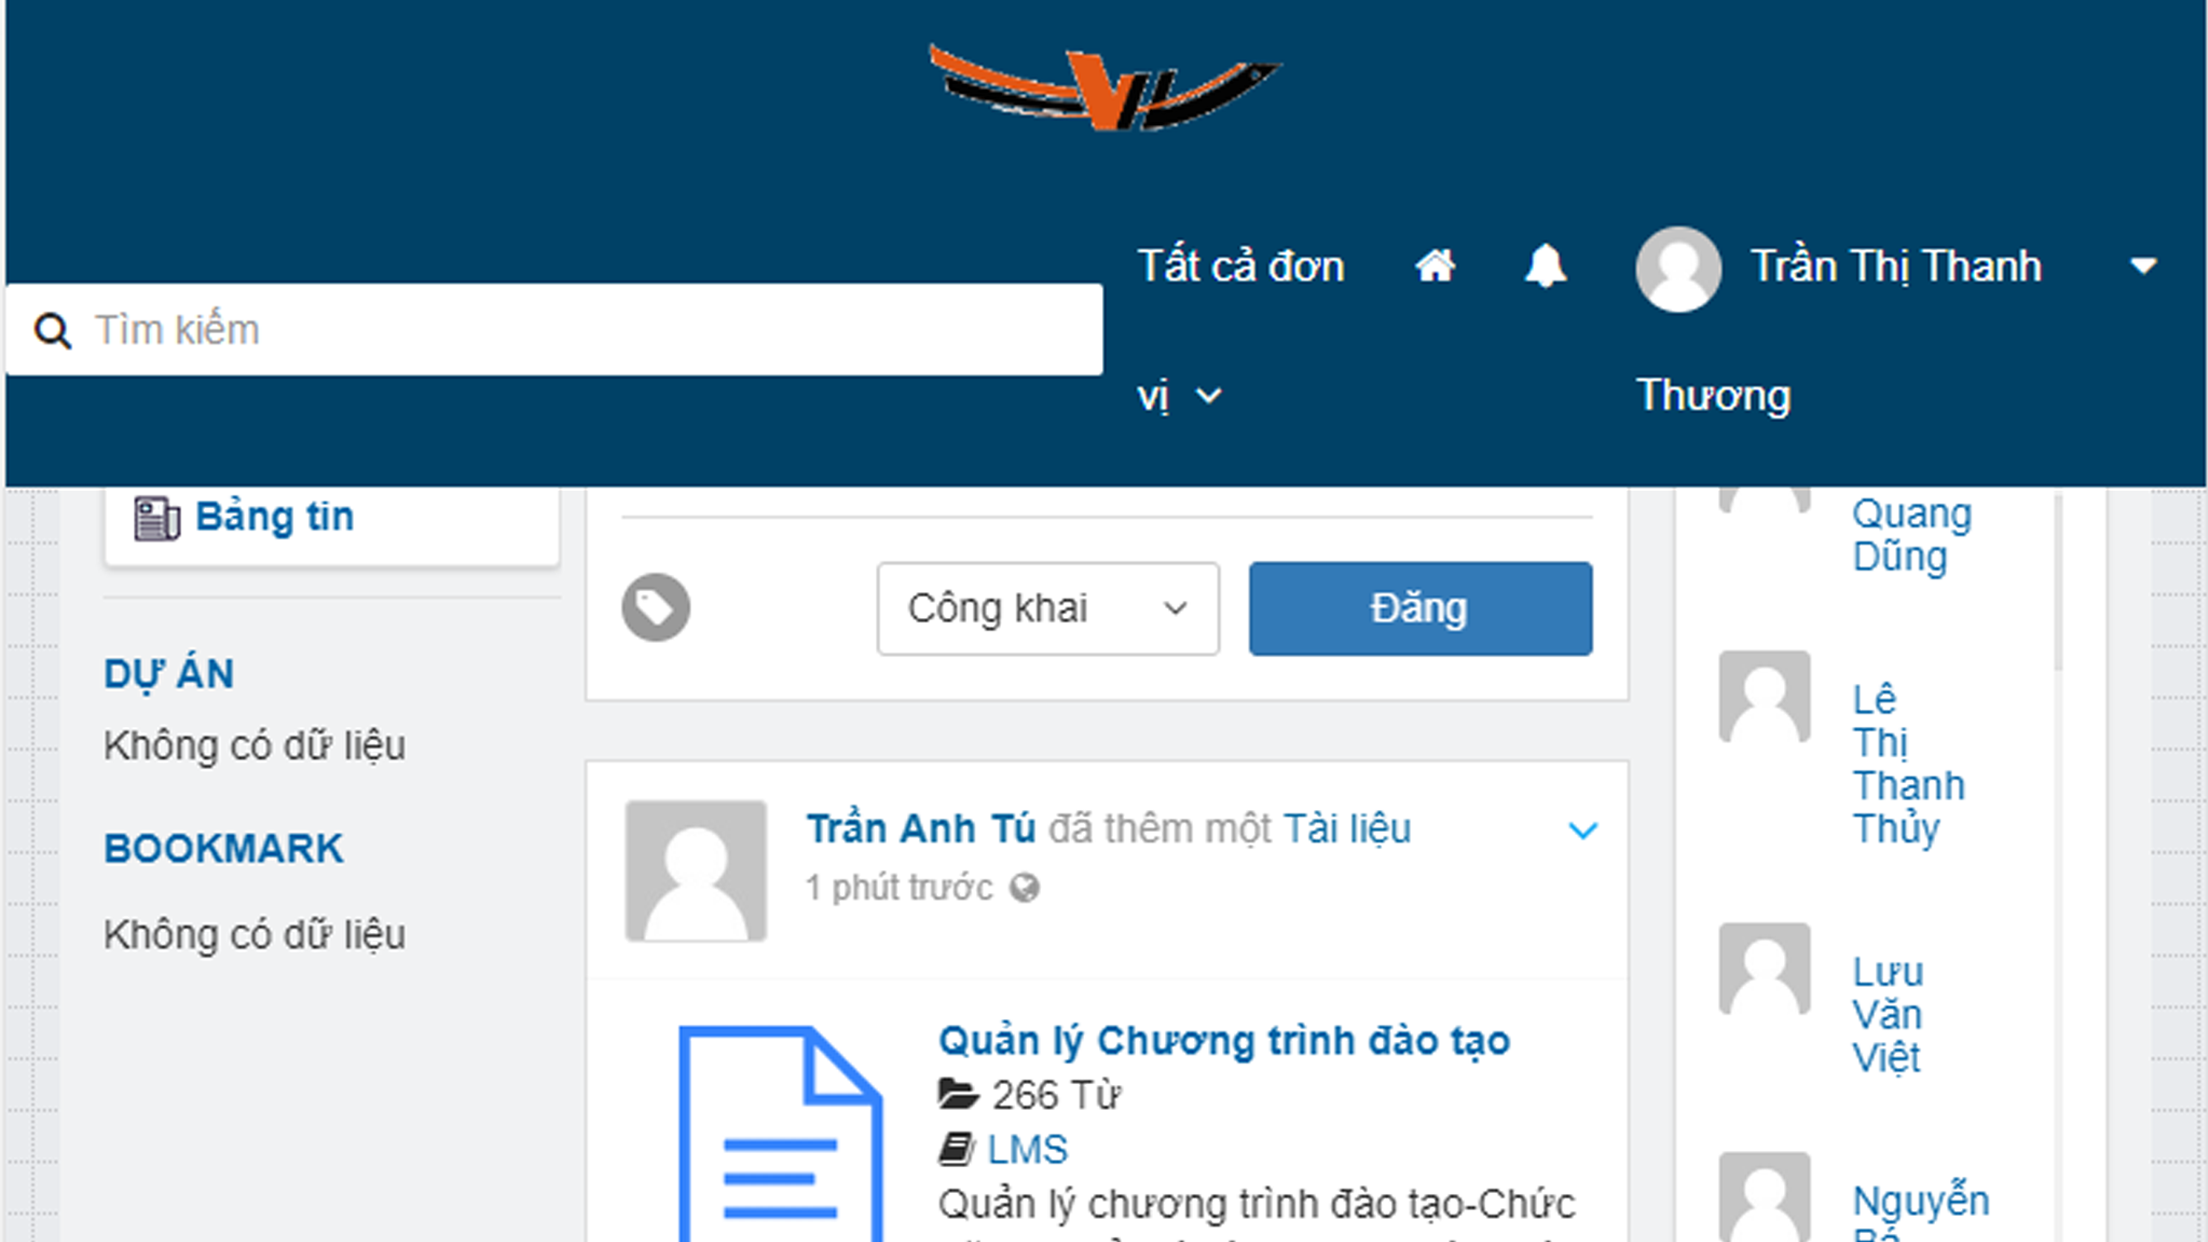 Tất cả đơn
vị
Trần Thị Thanh
Thương
Tìm kiếm
Bảng tin
DỰ ÁN
Không có dữ liệu
BOOKMARK
Không có dữ liệu
Công khai
Đăng
Trần Anh Tú đã thêm một Tài liệu
1 phút trước
Quản lý Chương trình đào tạo
266 Từ
LMS
Quản lý chương trình đào tạo-Chức
Quang
Dũng
Lê
Thị
Thanh
Thủy
Lưu
Văn
Việt
Nguyễn